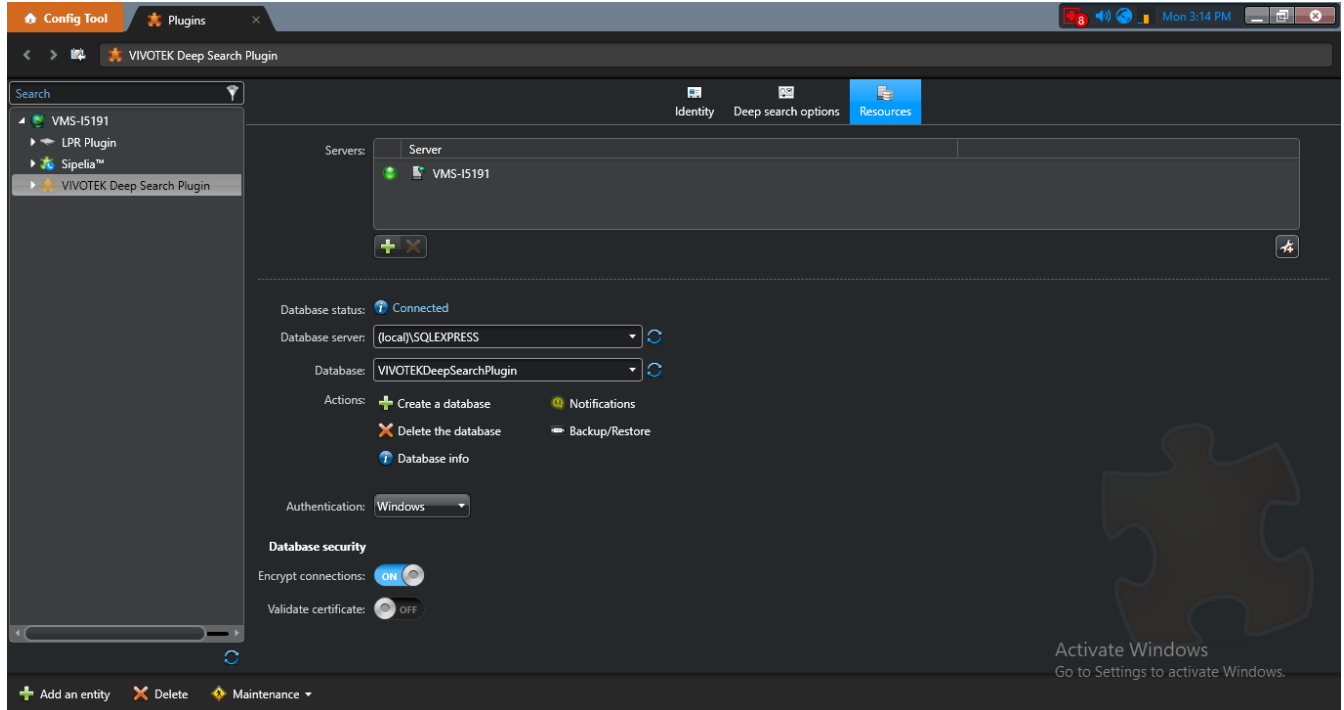 Config Tool
Plugins
8
Mon 3:14 PM
VIVOTEK Deep Search Plugin
Search
VMS-I5191
LPR Plugin
Sipelia™
VIVOTEK Deep Search Plugin
Identity
Deep search options
Resources
Servers:
Server
VMS-I5191
Database status:
Connected
Database server:
(local)\SQLEXPRESS
Database:
VIVOTEKDeepSearchPlugin
Actions:
Create a database
Notifications
Delete the database
Backup/Restore
Database info
Authentication:
Windows
Database security
Encrypt connections:
ON
Validate certificate:
OFF
Activate Windows
Go to Settings to activate Windows.
Add an entity
Delete
Maintenance